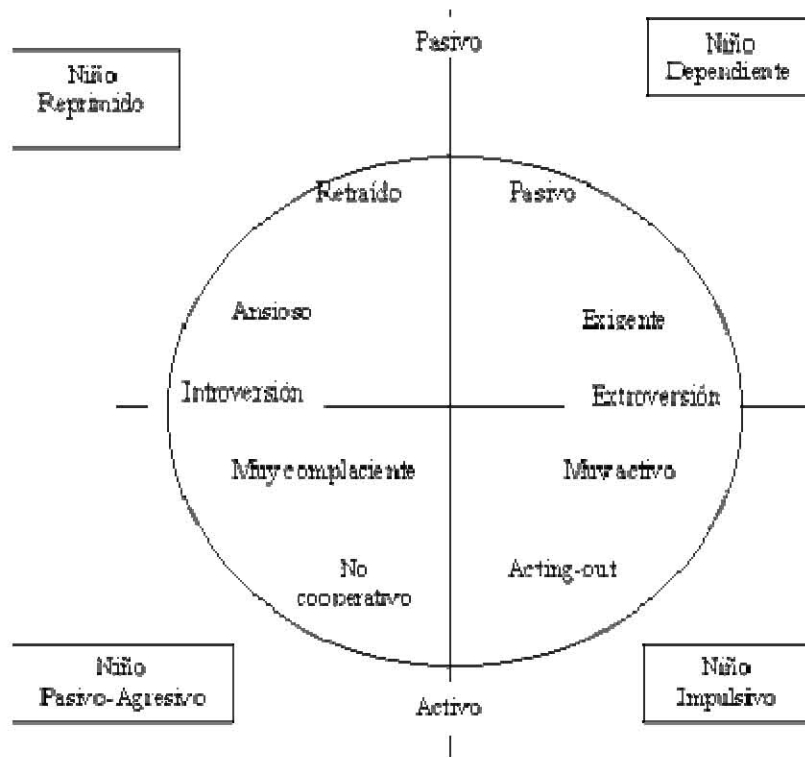 Pasivo
Niño
Dependiente
Niño
Reprimido
Retraído
Pasivo
Ansioso
Exigente
Introversión
Extroversión
Muy complaciente
Muy activo
No
cooperativo
Acting-out
Niño
Pasivo-Agresivo
Niño
Impulsivo
Activo